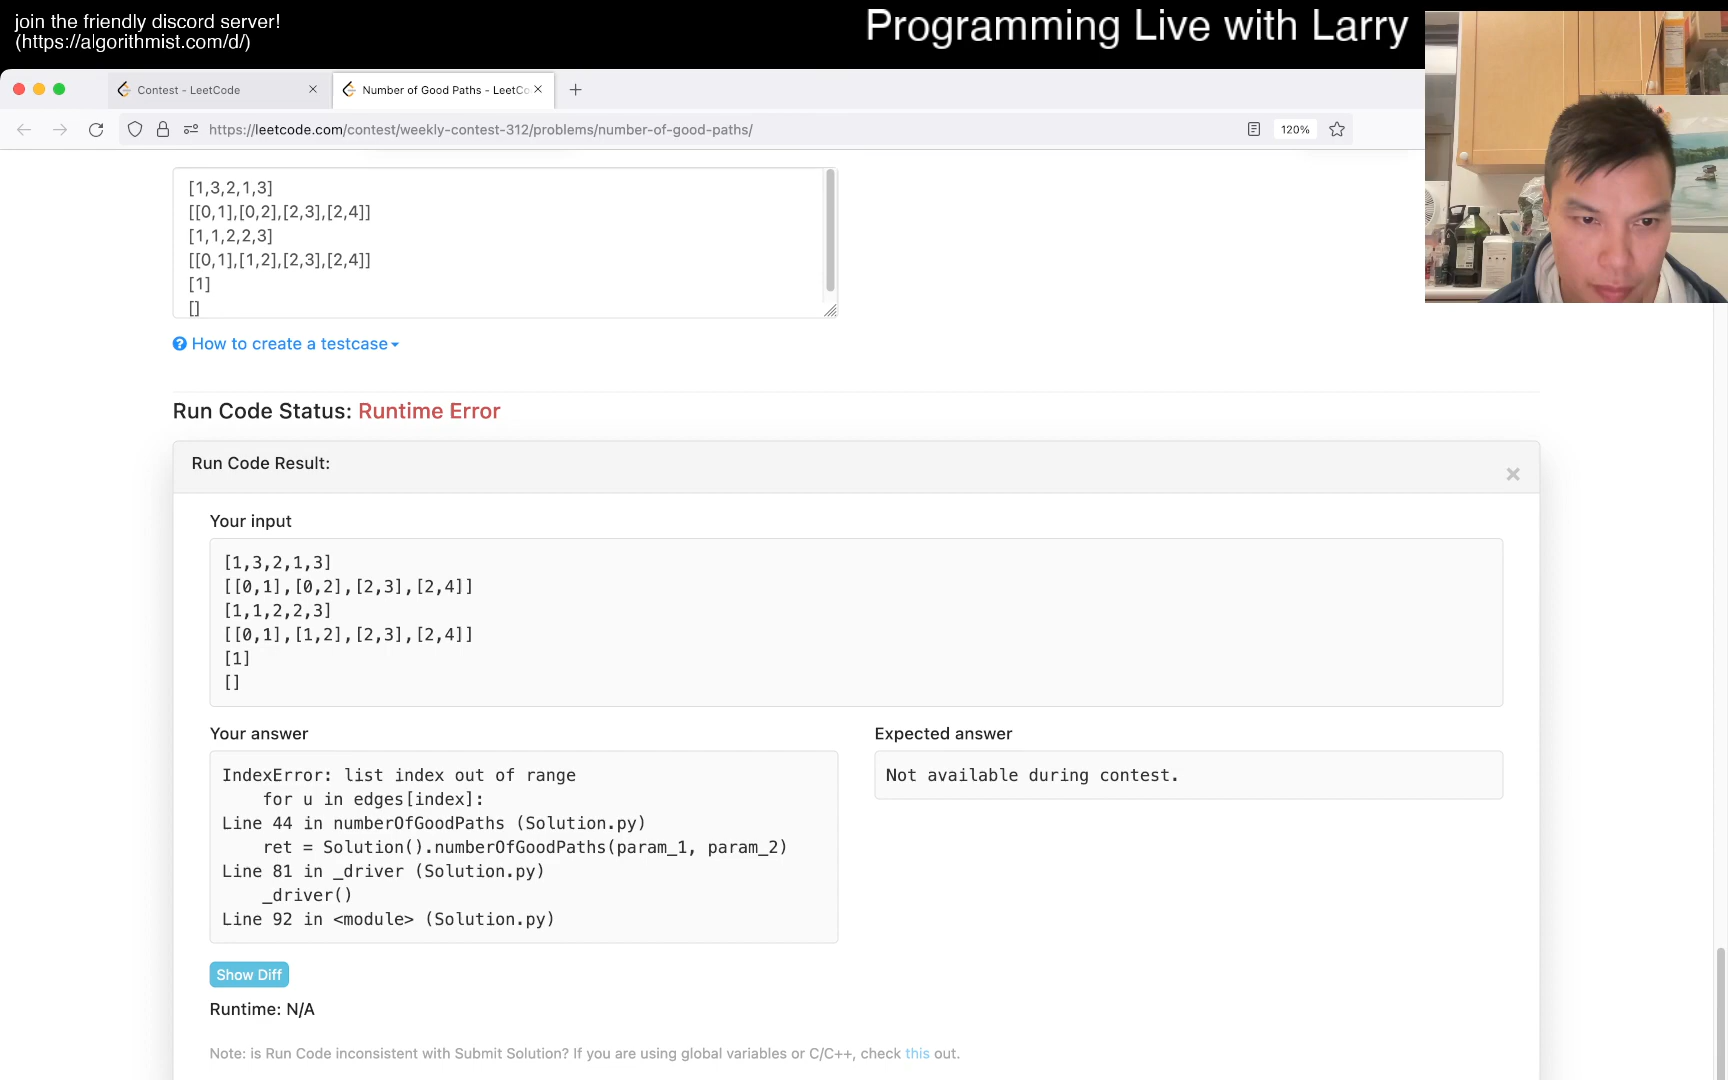 join the friendly discord server!
(https://algorithmist.com/d/)
Programming Live with Larry
Contest - LeetCode
Number of Good Paths - LeetCo
https://leetcode.com/contest/weekly-contest-312/problems/number-of-good-paths/
120%
[1,3,2,1,3]
[[0,1],[0,2],[2,3],[2,4]]
[1,1,2,2,3]
[[0,1],[1,2],[2,3],[2,4]]
[1]
[]
How to create a testcase
Run Code Status: Runtime Error
Run Code Result:
Your input
[1,3,2,1,3]
[[0,1],[0,2],[2,3],[2,4]]
[1,1,2,2,3]
[[0,1],[1,2],[2,3],[2,4]]
[1]
[]
Your answer
Expected answer
IndexError: list index out of range
for u in edges[index]:
Line 44 in numberOfGoodPaths (Solution.py)
ret = Solution().numberOfGoodPaths(param_1, param_2)
Line 81 in _driver (Solution.py)
_driver()
Line 92 in <module> (Solution.py)
Not available during contest.
Show Diff
Runtime: N/A
Note: is Run Code inconsistent with Submit Solution? If you are using global variables or C/C++, check this out.